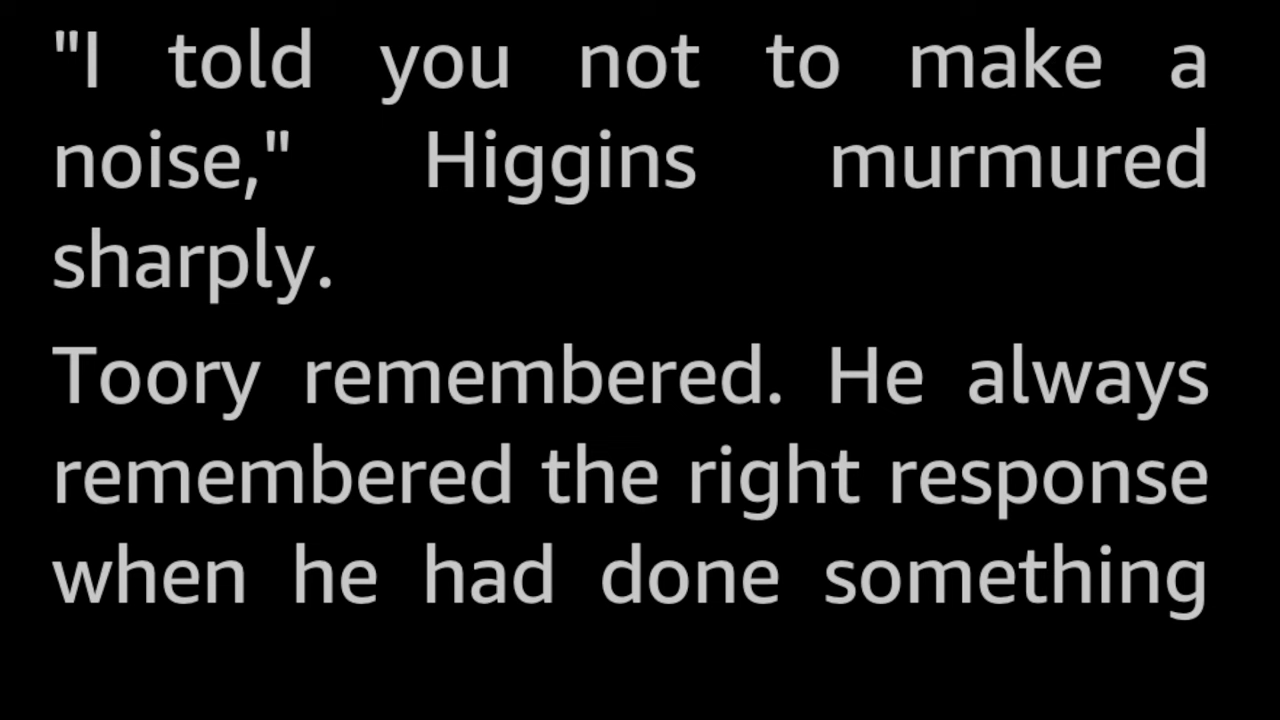 "I told you not to make a
noise," Higgins murmured
sharply.
Toory remembered. He always
remembered the right response
when he had done something